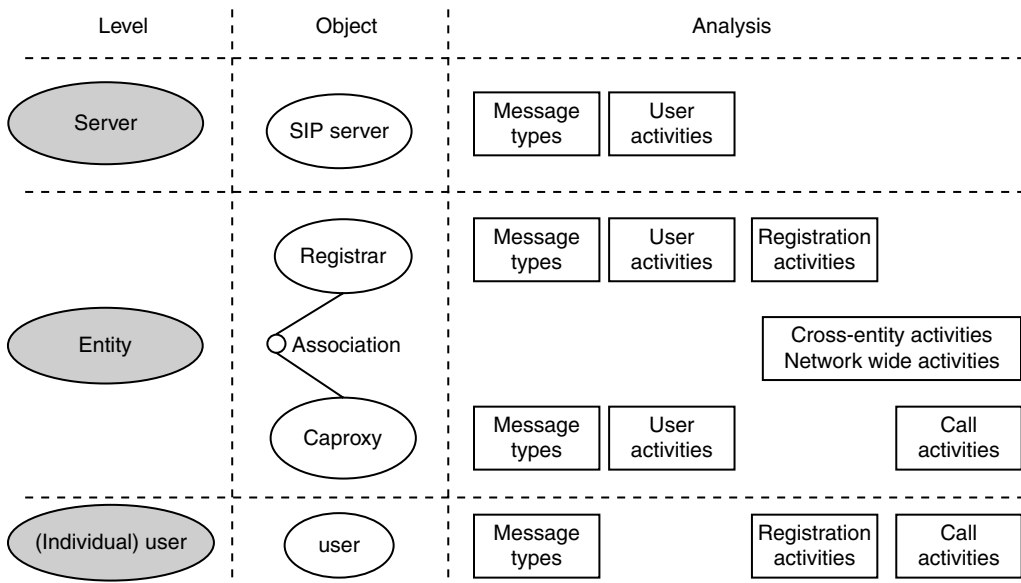 Level
Object
Analysis
Server
SIP server
Message
types
User
activities
Registrar
Message
types
User
activities
Registration
activities
Entity
Association
Cross-entity activities
Network wide activities
Caproxy
Message
types
User
activities
Call
activities
(Individual) user
user
Message
types
Registration
activities
Call
activities